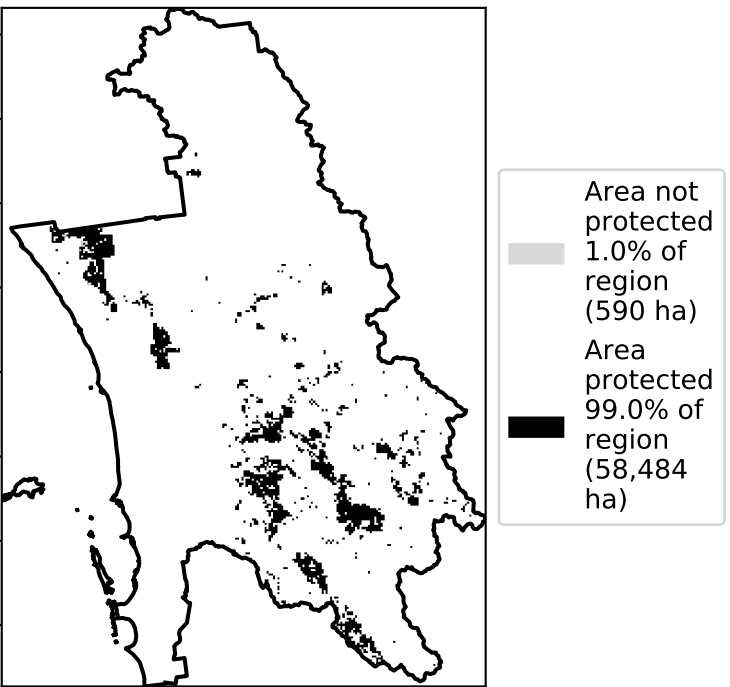 Area not
protected
1.0% of
region
(590 ha)
Area
protected
99.0% of
region
(58,484
ha)